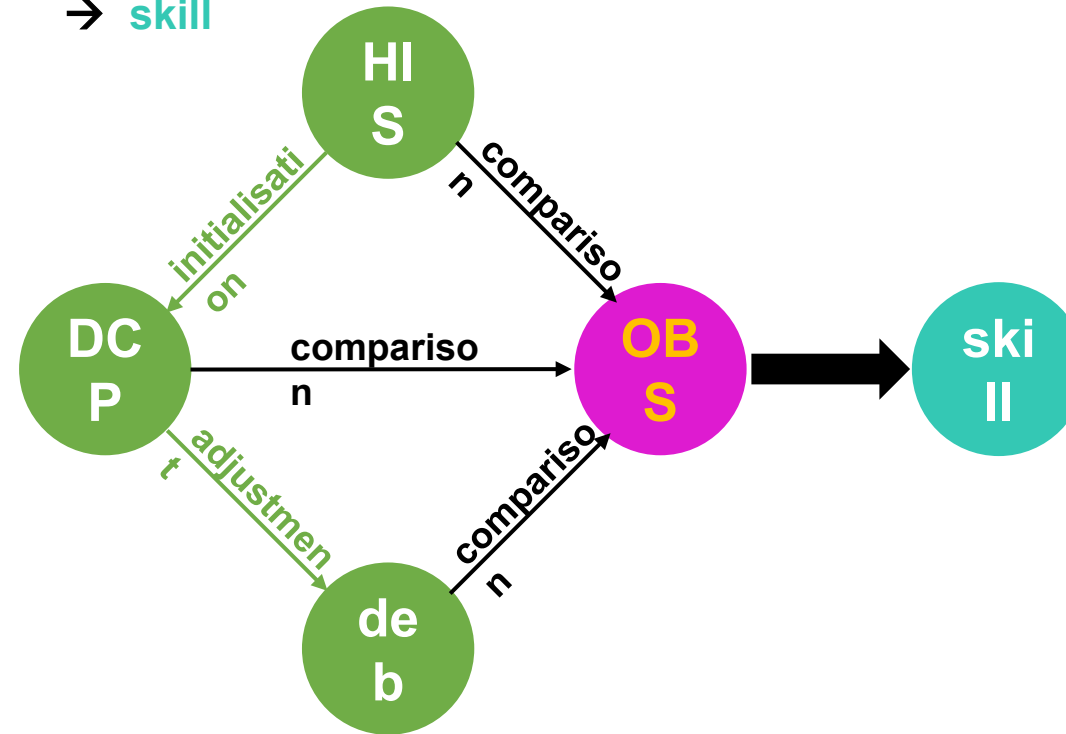 → skill
HI
S
initialisati
on
compariso
n
DC
P
compariso
n
OB
S
ski
ll
adjustmen
t
compariso
n
de
b